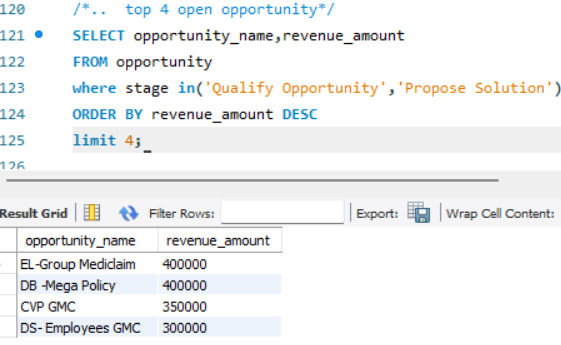 120 /*.. top 4 open opportunity*/
121 SELECT opportunity_name,revenue_amount
122 FROM opportunity
123 where stage in('Qualify Opportunity','Propose Solution')
124 ORDER BY revenue_amount DESC
125 limit 4;
126
Result Grid Filter Rows: Export: Wrap Cell Content:
opportunity_name revenue_amount
EL-Group Mediclaim 400000
DB -Mega Policy 400000
CVP GMC 350000
DS- Employees GMC 300000